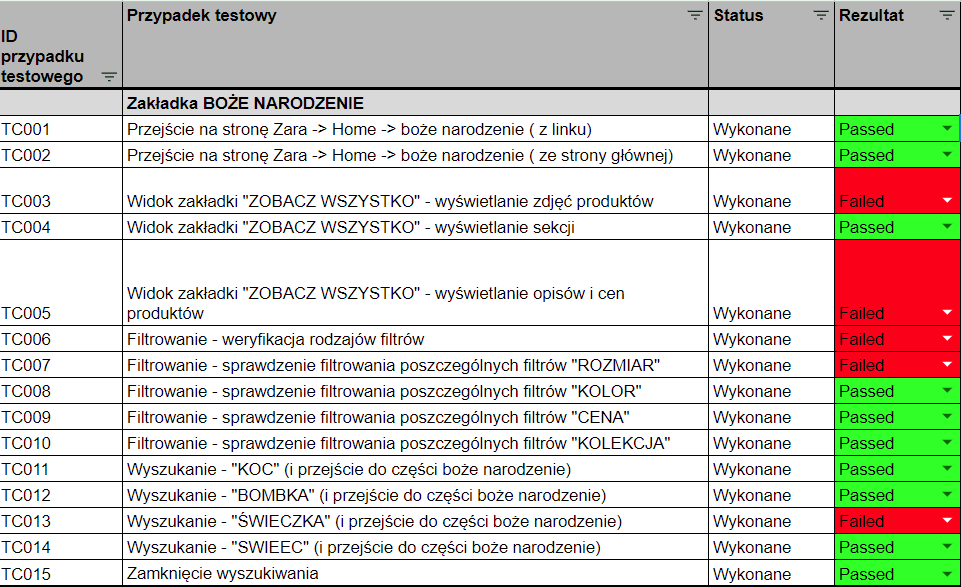 ID
przypadku
testowego
Przypadek testowy
Status
Rezultat
Zakładka BOŻE NARODZENIE
TC001 Przejście na stronę Zara -> Home -> boże narodzenie ( z linku) Wykonane Passed
TC002 Przejście na stronę Zara -> Home -> boże narodzenie ( ze strony głównej) Wykonane Passed
TC003 Widok zakładki "ZOBACZ WSZYSTKO" - wyświetlanie zdjęć produktów Wykonane Failed
TC004 Widok zakładki "ZOBACZ WSZYSTKO" - wyświetlanie sekcji Wykonane Passed
Widok zakładki "ZOBACZ WSZYSTKO" - wyświetlanie opisów i cen
TC005 produktów Wykonane Failed
TC006 Filtrowanie - weryfikacja rodzajów filtrów Wykonane Failed
TC007 Filtrowanie - sprawdzenie filtrowania poszczególnych filtrów "ROZMIAR" Wykonane Failed
TC008 Filtrowanie - sprawdzenie filtrowania poszczególnych filtrów "KOLOR" Wykonane Passed
TC009 Filtrowanie - sprawdzenie filtrowania poszczególnych filtrów "CENA" Wykonane Passed
TC010 Filtrowanie - sprawdzenie filtrowania poszczególnych filtrów "KOLEKCJA" Wykonane Passed
TC011 Wyszukanie - "KOC" (i przejście do części boże narodzenie) Wykonane Passed
TC012 Wyszukanie - "BOMBKA" (i przejście do części boże narodzenie) Wykonane Passed
TC013 Wyszukanie - "ŚWIECZKA" (i przejście do części boże narodzenie) Wykonane Failed
TC014 Wyszukanie - "SWIEEC" (i przejście do części boże narodzenie) Wykonane Passed
TC015 Zamknięcie wyszukiwania Wykonane Passed